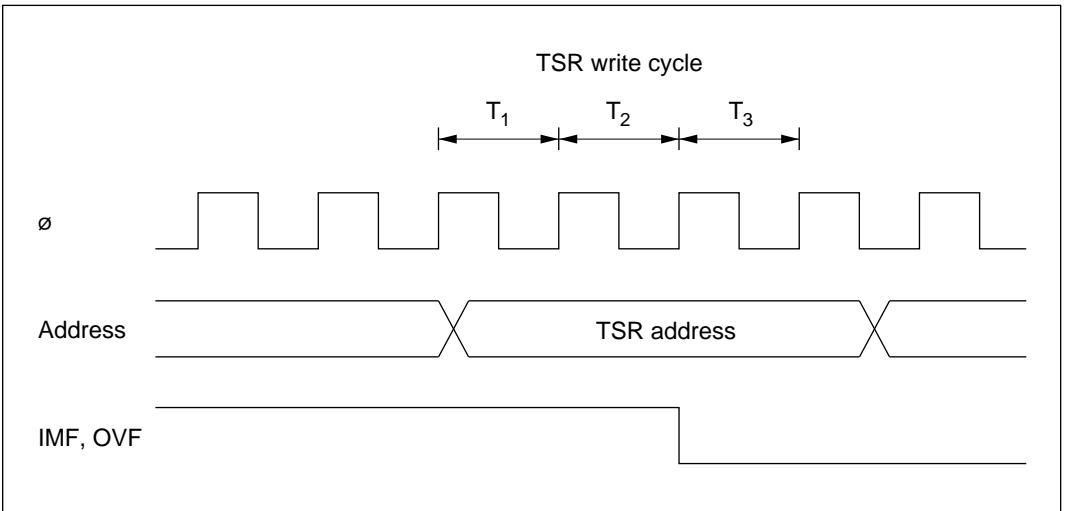 TSR write cycle
T1 T2 T3
ø
Address
TSR address
IMF, OVF